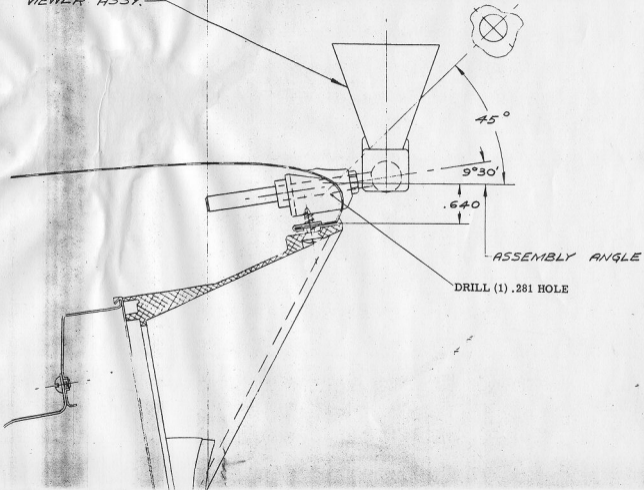 VIEWER ASSY.
45°
9°30'
.640
ASSEMBLY ANGLE
DRILL (1) .281 HOLE